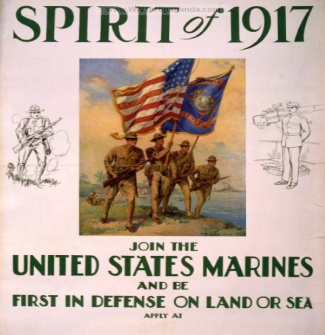 SPIRIT of 1917
JOIN THE
UNITED STATES MARINES
AND BE
FIRST IN DEFENSE ON LAND OR SEA
APPLY AT